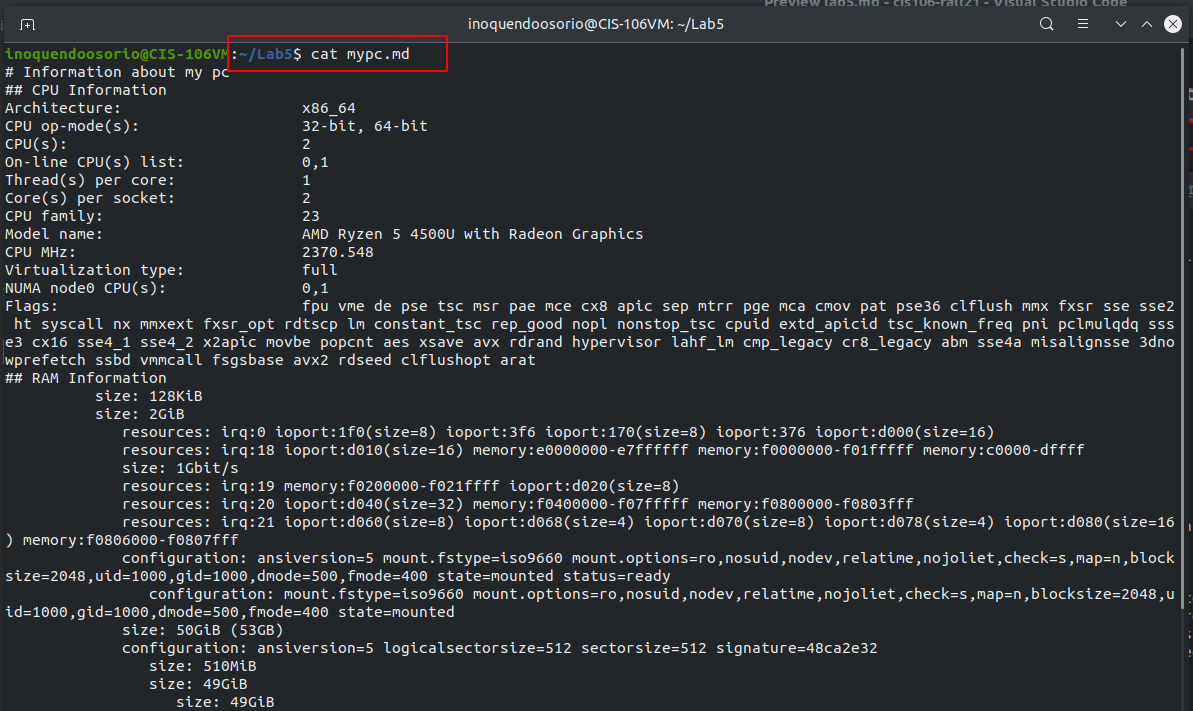 Preview lab5.md - cis106-fall21 - Visual Studio Code
inoquendoosorio@CIS-106VM: ~/Lab5
inoquendoosorio@CIS-106VM:~/Lab5$ cat mypc.md
# Information about my pc
## CPU Information
Architecture: x86_64
CPU op-mode(s): 32-bit, 64-bit
CPU(s): 2
On-line CPU(s) list: 0,1
Thread(s) per core: 1
Core(s) per socket: 2
CPU family: 23
Model name: AMD Ryzen 5 4500U with Radeon Graphics
CPU MHz: 2370.548
Virtualization type: full
NUMA node0 CPU(s): 0,1
Flags: fpu vme de pse tsc msr pae mce cx8 apic sep mtrr pge mca cmov pat pse36 clflush mmx fxsr sse sse2
ht syscall nx mmxext fxsr_opt rdtscp lm constant_tsc rep_good nopl nonstop_tsc cpuid extd_apicid tsc_known_freq pni pclmulqdq sss
e3 cx16 sse4_1 sse4_2 x2apic movbe popcnt aes xsave avx rdrand hypervisor lahf_lm cmp_legacy cr8_legacy abm sse4a misalignsse 3dno
wprefetch ssbd vmmcall fsgsbase avx2 rdseed clflushopt arat
## RAM Information
size: 128KiB
size: 2GiB
resources: irq:0 ioport:1f0(size=8) ioport:3f6 ioport:170(size=8) ioport:376 ioport:d000(size=16)
resources: irq:18 ioport:d010(size=16) memory:e0000000-e7ffffff memory:f0000000-f01fffff memory:c0000-dffff
size: 1Gbit/s
resources: irq:19 memory:f0200000-f021ffff ioport:d020(size=8)
resources: irq:20 ioport:d040(size=32) memory:f0400000-f07fffff memory:f0800000-f0803fff
resources: irq:21 ioport:d060(size=8) ioport:d068(size=4) ioport:d070(size=8) ioport:d078(size=4) ioport:d080(size=16
) memory:f0806000-f0807fff
configuration: ansiversion=5 mount.fstype=iso9660 mount.options=ro,nosuid,nodev,relatime,nojoliet,check=s,map=n,block
size=2048,uid=1000,gid=1000,dmode=500,fmode=400 state=mounted status=ready
configuration: mount.fstype=iso9660 mount.options=ro,nosuid,nodev,relatime,nojoliet,check=s,map=n,blocksize=2048,u
id=1000,gid=1000,dmode=500,fmode=400 state=mounted
size: 50GiB (53GB)
configuration: ansiversion=5 logicalsectorsize=512 sectorsize=512 signature=48ca2e32
size: 510MiB
size: 49GiB
size: 49GiB